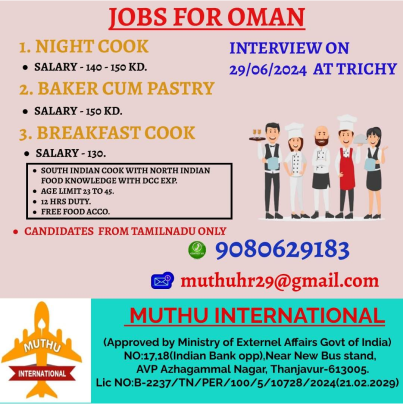 JOBS FOR OMAN
1. NIGHT COOK
• SALARY - 140 - 150 KD.
2. BAKER CUM PASTRY
• SALARY - 150 KD.
3. BREAKFAST COOK
• SALARY - 130.
INTERVIEW ON
29/06/2024 AT TRICHY
• SOUTH INDIAN COOK WITH NORTH INDIAN
FOOD KNOWLEDGE WITH DCC EXP.
• AGE LIMIT 23 TO 45.
• 12 HRS DUTY.
• FREE FOOD ACCO.
• CANDIDATES FROM TAMILNADU ONLY
9080629183
muthuhr29@gmail.com
MUTHU
INTERNATIONAL
MUTHU INTERNATIONAL
(Approved by Ministry of Externel Affairs Govt of India)
NO:17,18(Indian Bank opp),Near New Bus stand,
AVP Azhagammal Nagar, Thanjavur-613005.
Lic NO:B-2237/TN/PER/100/5/10728/2024(21.02.2029)